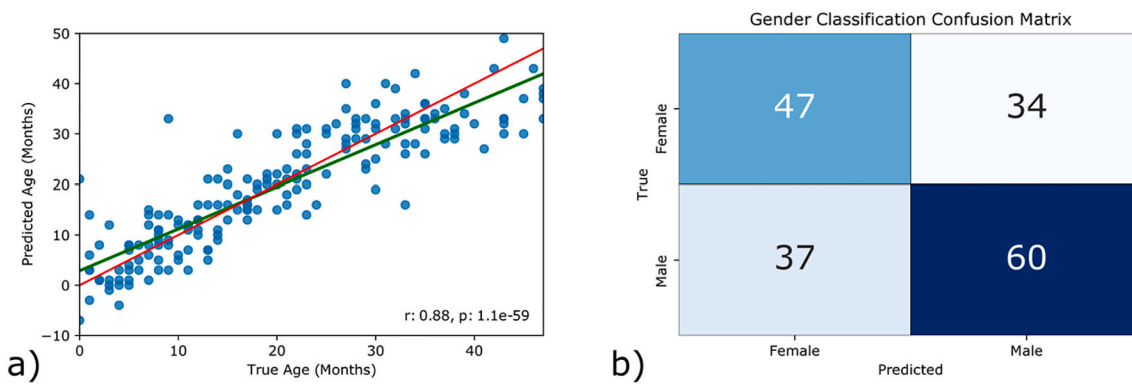 50
40
30
20
10
0
−10
Predicted Age (Months)
r: 0.88, p: 1.1e-59
0 10 20 30 40
True Age (Months)
a)
Gender Classification Confusion Matrix
Female
47 34
True
Male
37 60
Female Male
Predicted
b)